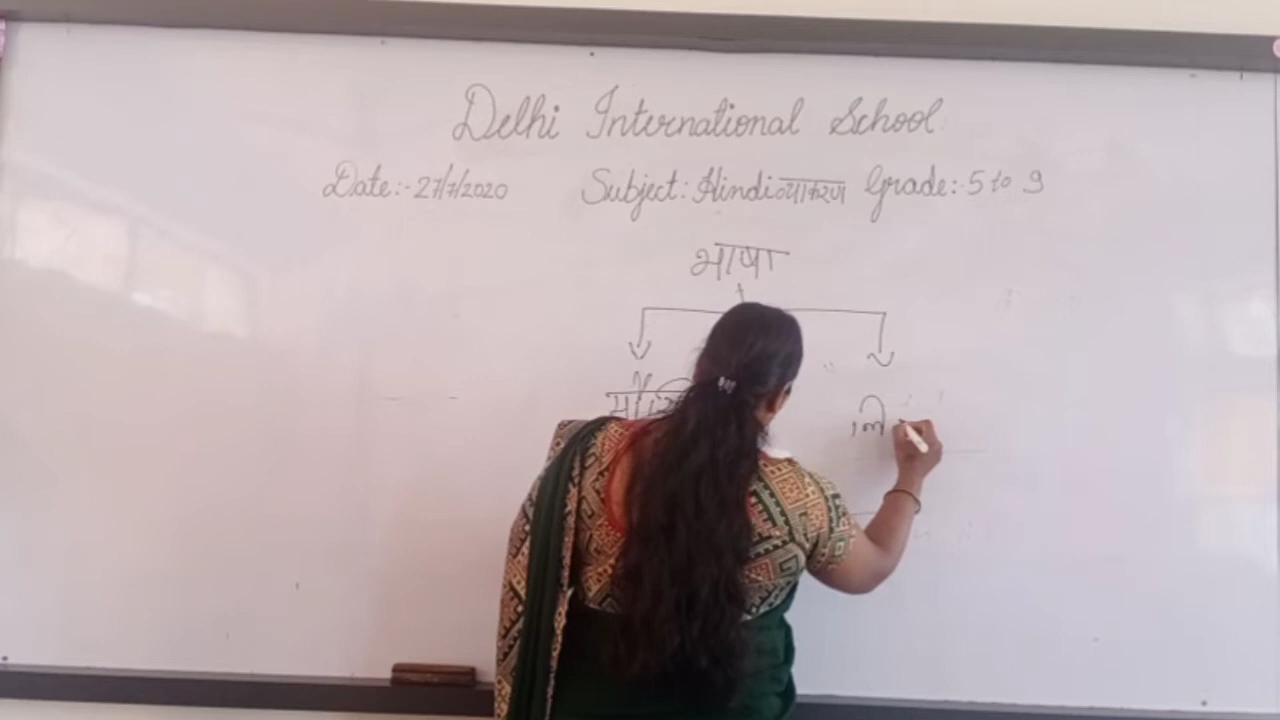 Delhi International School
Date:- 27/7/2020 Subject: Hindi व्याकरण Grade:- 5 to 9
भाषा